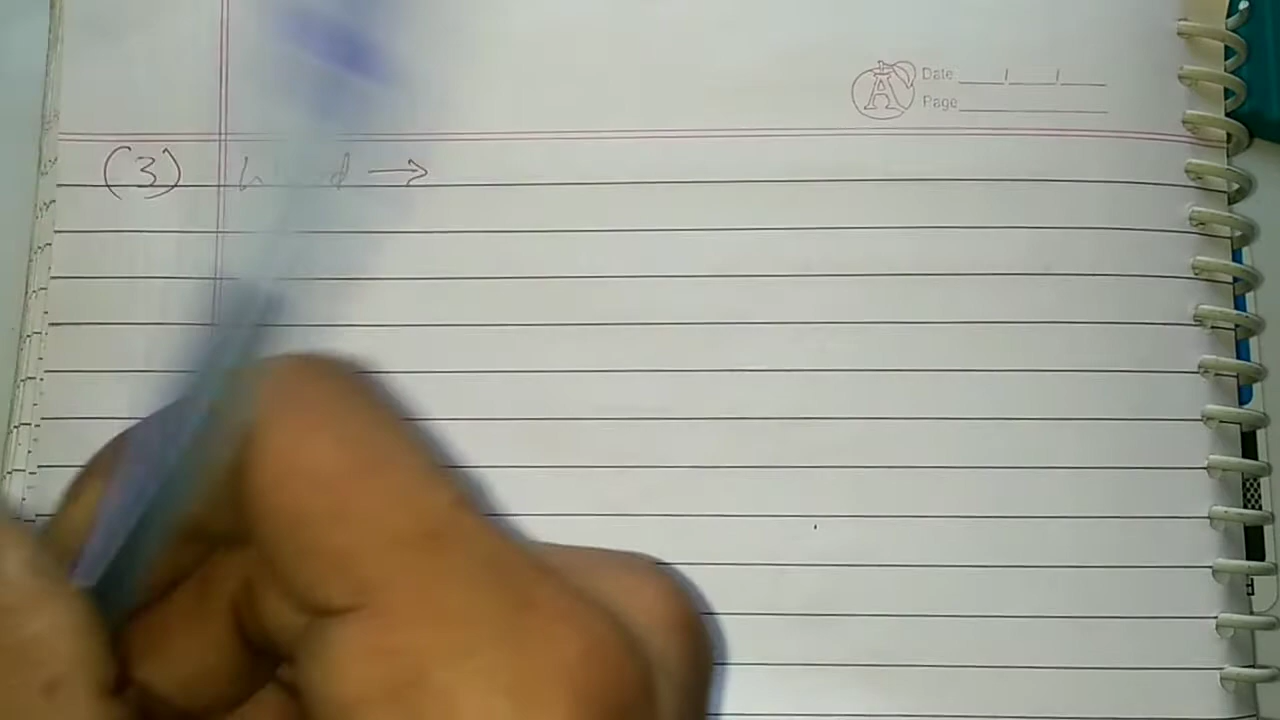 Date
A
Page
(3) →